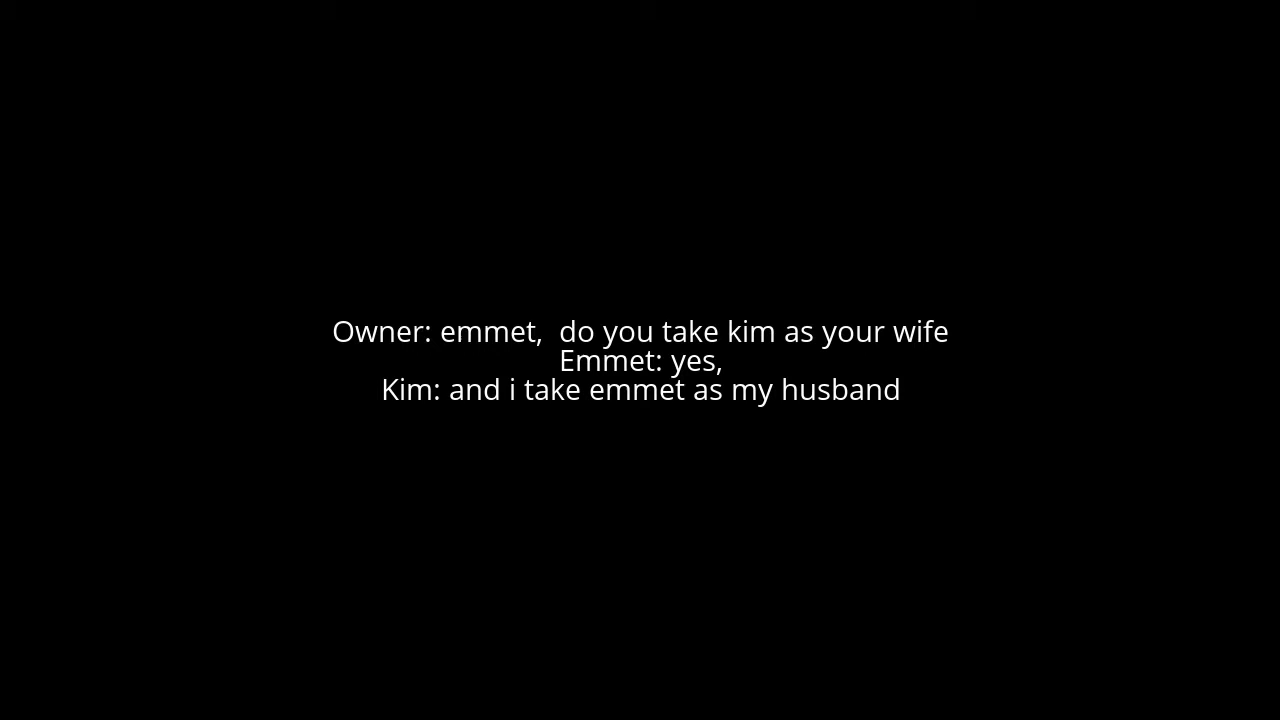 Owner: emmet,  do you take kim as your wife
Emmet: yes,
Kim: and i take emmet as my husband